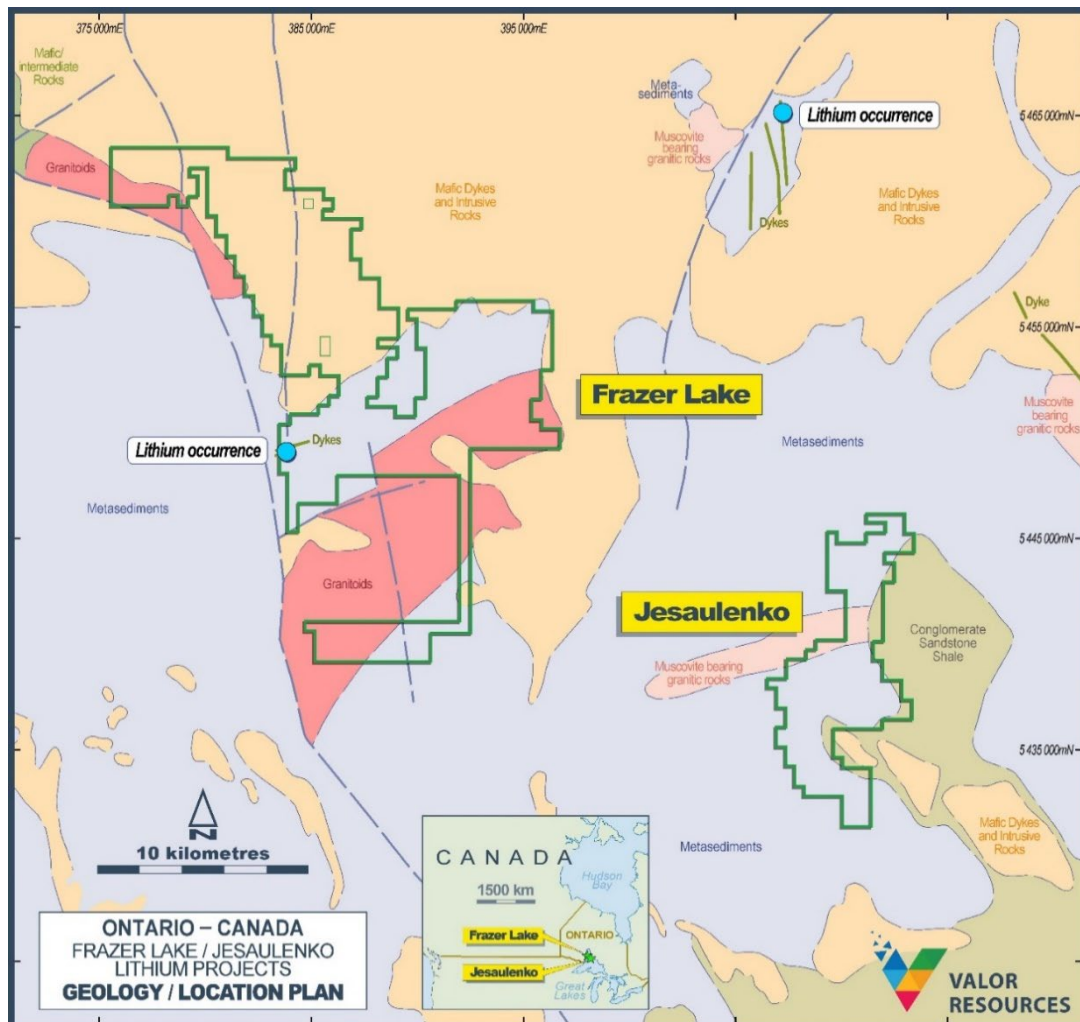 375 000mE
385 000mE
395 000mE
Mafic/
intermediate
Rocks
Meta-
sediments
Lithium occurrence
5 465 000mN
Muscovite
bearing
granitic rocks
Granitoids
Mafic Dykes
and Intrusive
Rocks
Mafic Dykes
and Intrusive
Rocks
Dykes
Dyke
5 455 000mN
Frazer Lake
Muscovite
bearing
granitic rocks
Lithium occurrence
Dykes
Metasediments
Metasediments
5 445 000mN
Granitoids
Jesaulenko
Conglomerate
Sandstone
Shale
Muscovite bearing
granitic rocks
5 435 000mN
N
10 kilometres
Mafic Dykes
and Intrusive
Rocks
Metasediments
CANADA
Hudson
Bay
1500 km
Frazer Lake
ONTARIO
Jesaulenko
Great
Lakes
ONTARIO – CANADA
FRAZER LAKE / JESAULENKO
LITHIUM PROJECTS
GEOLOGY / LOCATION PLAN
VALOR
RESOURCES